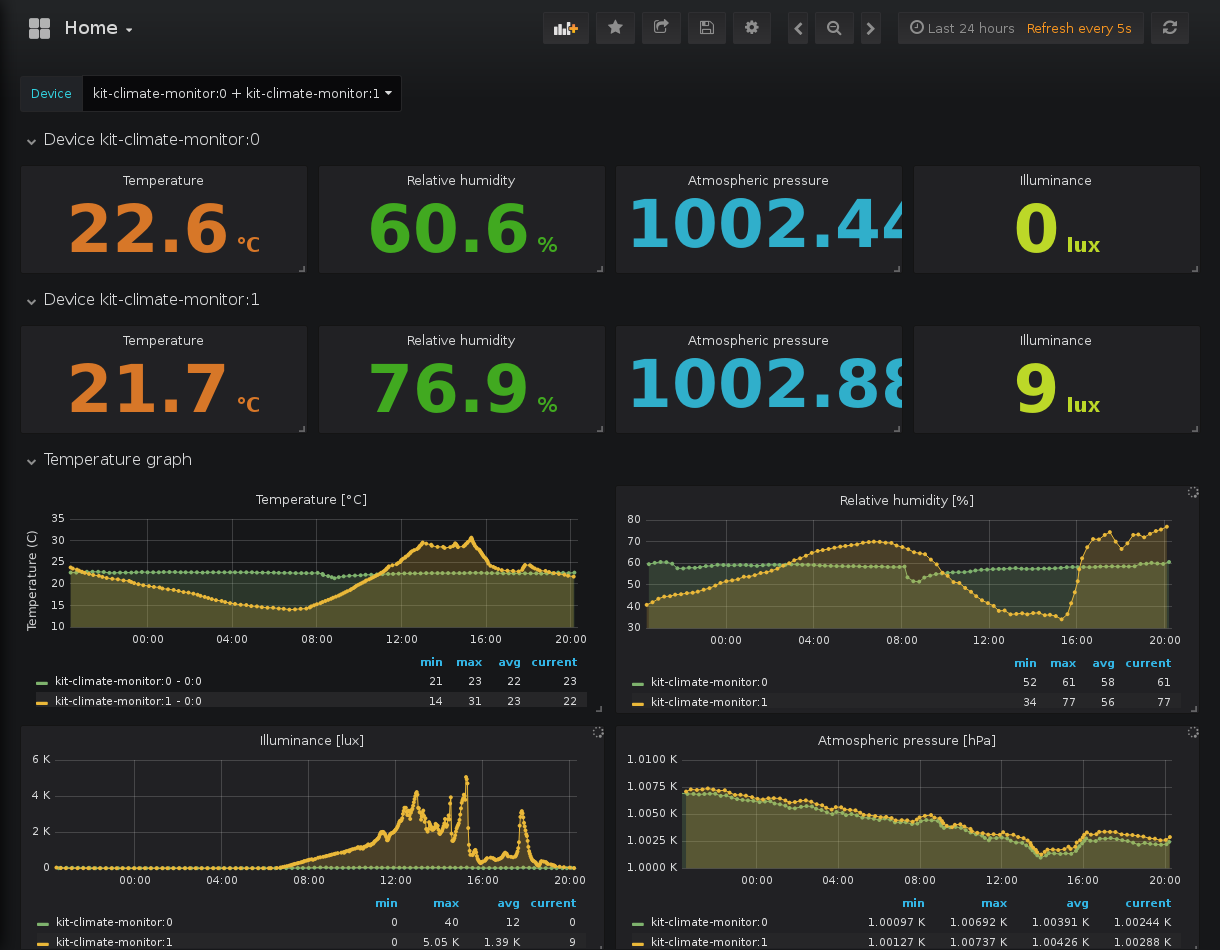 Home
Last 24 hours Refresh every 5s
Device kit-climate-monitor:0 + kit-climate-monitor:1
Device kit-climate-monitor:0
Temperature Relative humidity Atmospheric pressure Illuminance
22.6 °C 60.6 % 1002.44 0 lux
Device kit-climate-monitor:1
Temperature Relative humidity Atmospheric pressure Illuminance
21.7 °C 76.9 % 1002.88 9 lux
Temperature graph
Temperature [°C]
Temperature (C)
35
30
25
20
15
10
00:00 04:00 08:00 12:00 16:00 20:00
min max avg current
kit-climate-monitor:0 - 0:0 21 23 22 23
kit-climate-monitor:1 - 0:0 14 31 23 22
Relative humidity [%]
80
70
60
50
40
30
00:00 04:00 08:00 12:00 16:00 20:00
min max avg current
kit-climate-monitor:0 52 61 58 61
kit-climate-monitor:1 34 77 56 77
Illuminance [lux]
6 K
4 K
2 K
0
00:00 04:00 08:00 12:00 16:00 20:00
min max avg current
kit-climate-monitor:0 0 40 12 0
kit-climate-monitor:1 0 5.05 K 1.39 K 9
Atmospheric pressure [hPa]
1.0100 K
1.0075 K
1.0050 K
1.0025 K
1.0000 K
00:00 04:00 08:00 12:00 16:00 20:00
min max avg current
kit-climate-monitor:0 1.00097 K 1.00692 K 1.00391 K 1.00244 K
kit-climate-monitor:1 1.00127 K 1.00737 K 1.00426 K 1.00288 K